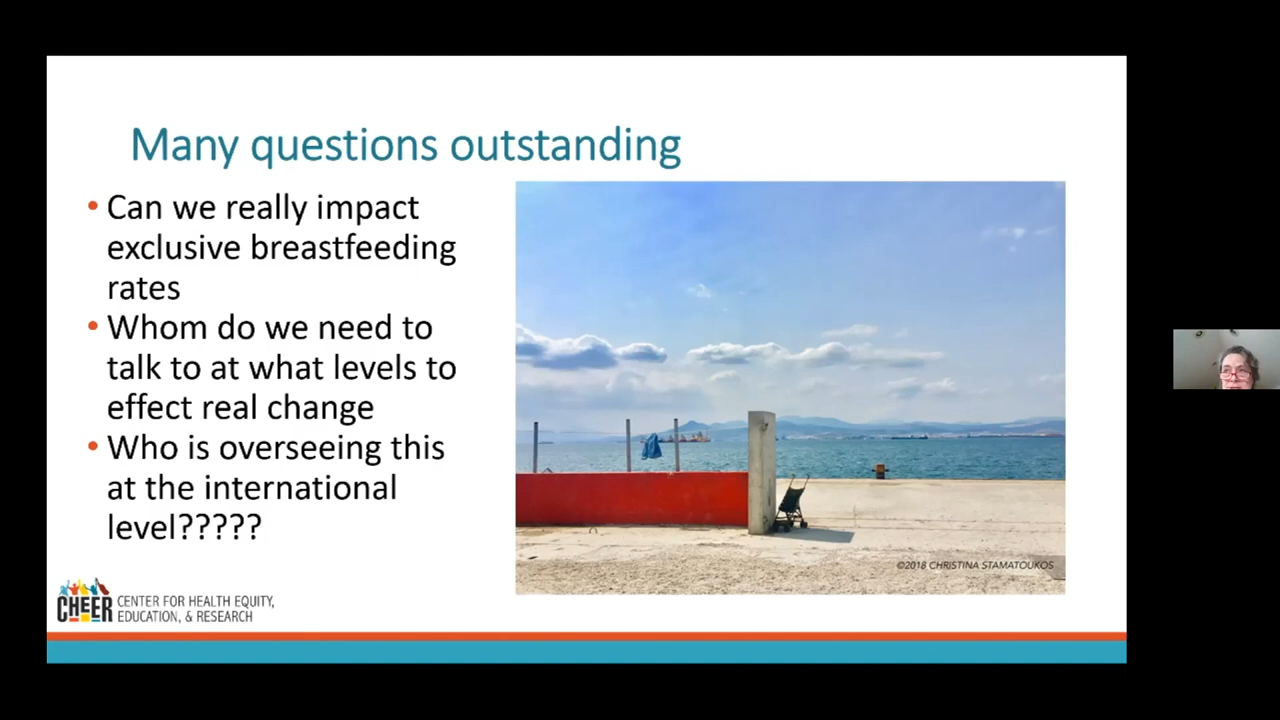 Many questions outstanding
• Can we really impact
exclusive breastfeeding
rates
• Whom do we need to
talk to at what levels to
effect real change
• Who is overseeing this
at the international
level?????
©2018 CHRISTINA STAMATOUKOS
CHEER
CENTER FOR HEALTH EQUITY,
EDUCATION, & RESEARCH